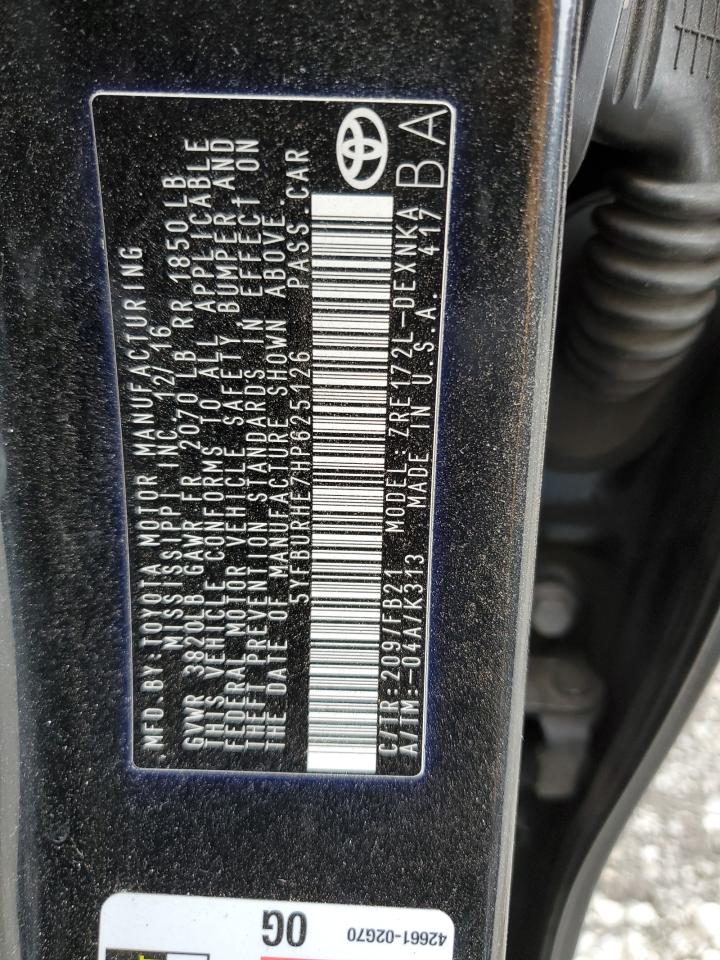 MFD.BY:TOYOTA MOTOR MANUFACTURING
MISSISSIPPI INC 12/16
GVWR 3820LB GAWR FR 2070 LB RR 1850LB
THIS VEHICLE CONFORMS TO ALL APPLICABLE
FEDERAL MOTOR VEHICLE SAFETY, BUMPER AND
THEFT PREVENTION STANDARDS IN EFFECT ON
THE DATE OF MANUFACTURE SHOWN ABOVE.
5YFBURHE7HP625126 PASS.CAR
C/TR:209/FB21 MODEL:ZRE172L-DEXNKA
A/TM:-04A/K313 MADE IN U.S.A. 417
BA
0G
42661-02G70